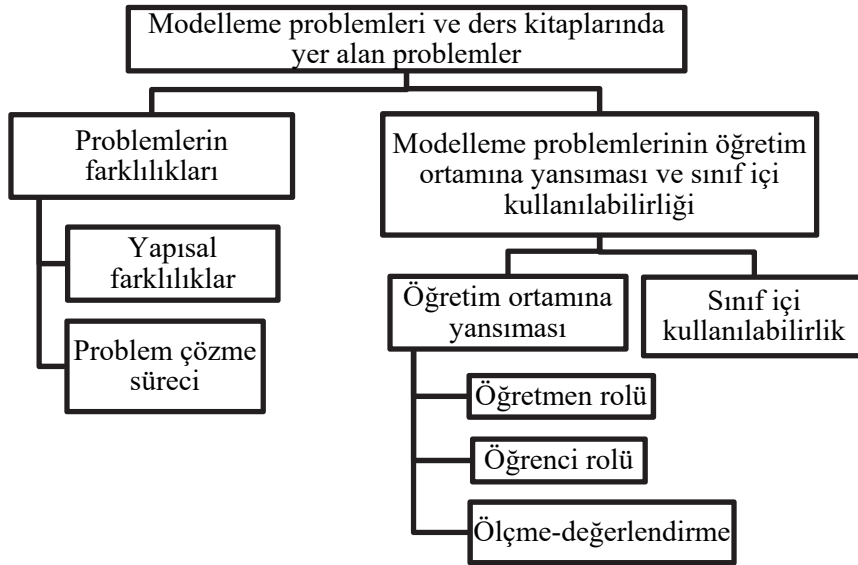 Modelleme problemleri ve ders kitaplarında
yer alan problemler
Problemlerin
farklılıkları
Yapısal
farklılıklar
Problem çözme
süreci
Modelleme problemlerinin öğretim
ortamına yansıması ve sınıf içi
kullanılabilirliği
Öğretim ortamına
yansıması
Sınıf içi
kullanılabilirlik
Öğretmen rolü
Öğrenci rolü
Ölçme-değerlendirme